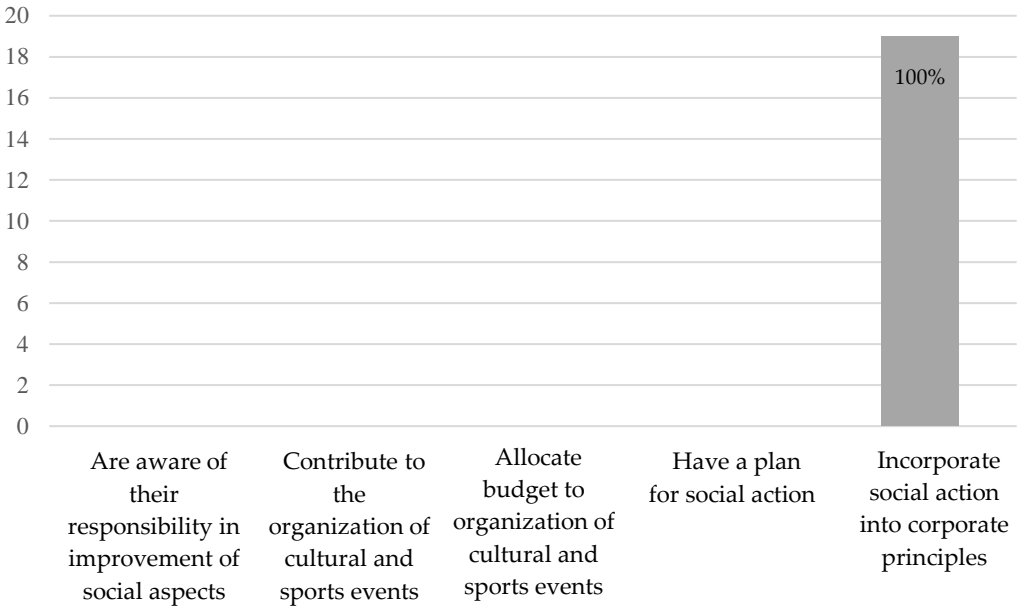 20
18
100%
16
14
12
10
8
6
4
2
0
Are aware of
their
responsibility in
improvement of
social aspects
Contribute to
the
organization of
cultural and
sports events
Allocate
budget to
organization of
cultural and
sports events
Have a plan
for social action
Incorporate
social action
into corporate
principles